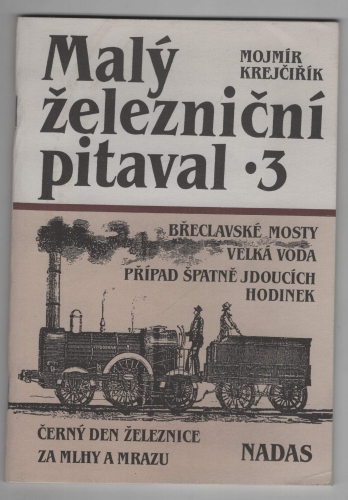 Malý
MOJMÍR
KREJČIŘÍK
železniční
pitaval • 3
BŘECLAVSKÉ MOSTY
VELKÁ VODA
PŘÍPAD ŠPATNĚ JDOUCÍCH
HODINEK
ČERNÝ DEN ŽELEZNICE
ZA MLHY A MRAZU
NADAS